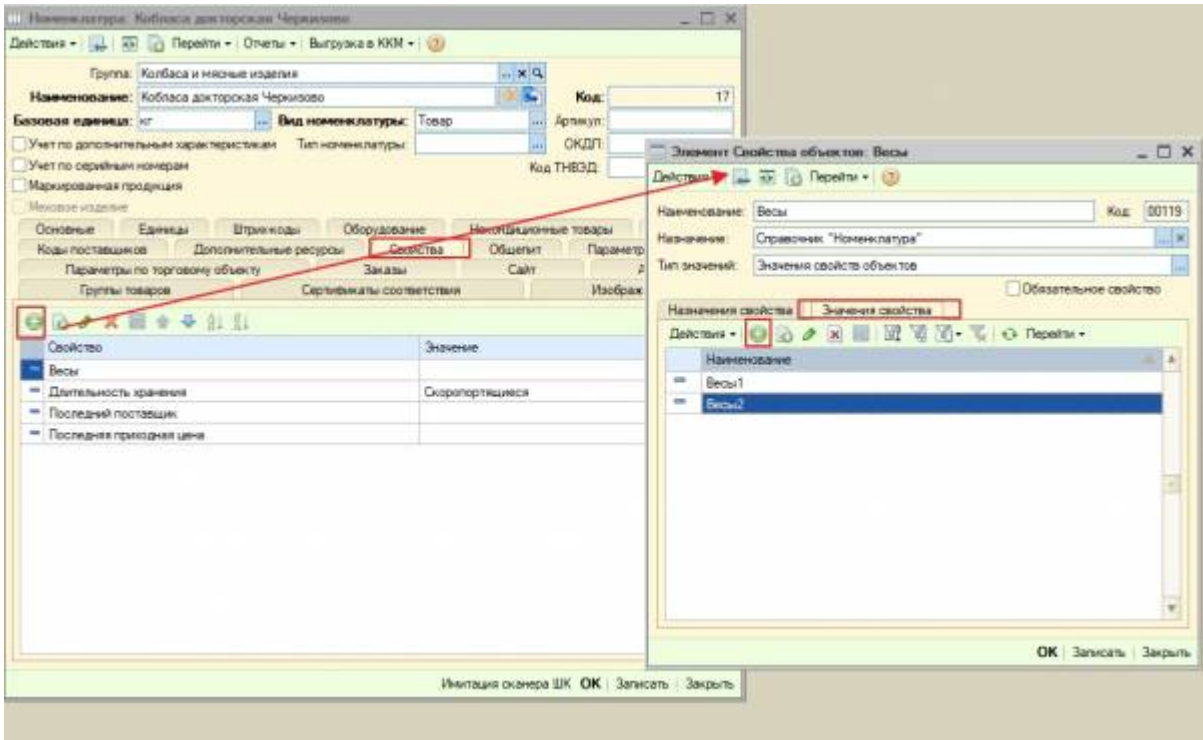 Номенклатура: Кобласа докторская Черкизово
Действия Перейти Отчеты Выгрузка в ККМ
Группа: Колбаса и мясные изделия
Наименование: Кобласа докторская Черкизово Код: 17
Базовая единица: кг ... Вид номенклатуры: Товар ... Артикул:
Учет по дополнительным характеристикам Тип номенклатуры: ... ОКДП:
Учет по серийным номерам Код ТНВЭД:
Маркированная продукция
Меховое изделие
Основные Единицы Штрихкоды Оборудование Некондиционные товары
Коды поставщиков Дополнительные ресурсы Свойства Общепит Параметр
Параметры по торговому объекту Заказы Сайт
Группы товаров Сертификаты соответствия Изображ
Свойство Значение
Весы
Длительность хранения Скоропортящиеся
Последний поставщик
Последняя приходная цена
Имитация сканера ШК OK Записать Закрыть
Элемент Свойства объектов: Весы
Действия Перейти
Наименование: Весы Код: 00119
Назначение: Справочник "Номенклатура" ... x
Тип значений: Значения свойств объектов ...
Обязательное свойство
Назначения свойства Значения свойства
Действия Перейти
Наименование
Весы1
Весы2
OK Записать Закрыть